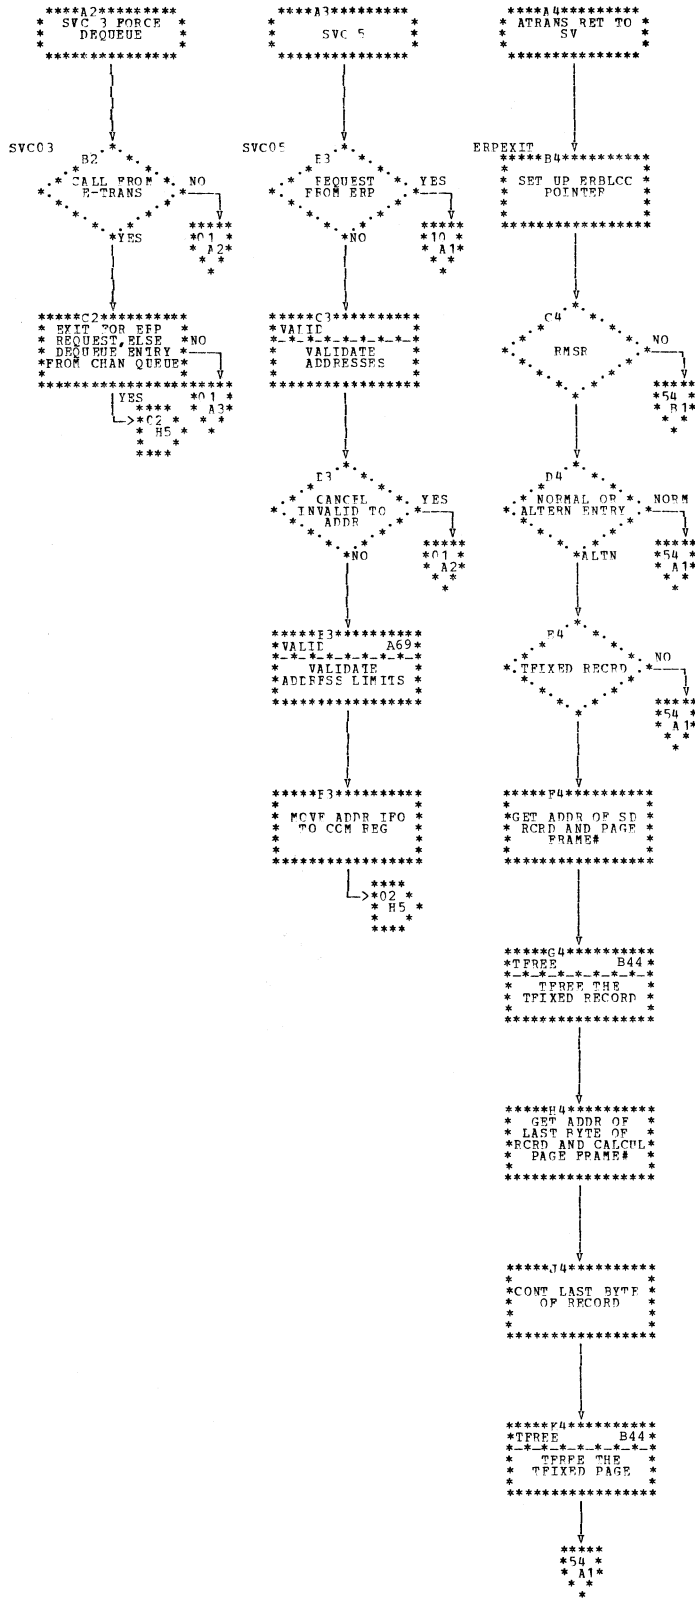 A2
SVC 3 FORCE
DEQUEUE
SVC03
B2
CALL FROM
E-TRANS
NO
01
A2
YES
C2
EXIT FOR ERP
REQUEST,ELSE
DEQUEUE ENTRY
FROM CHAN QUEUE
NO
01
A3
YES
02
H5
A3
SVC 5
SVC05
B3
REQUEST
FROM ERP
YES
10
A1
NO
C3
VALID
VALIDATE
ADDRESSES
D3
CANCEL
INVALID TO
ADDR
YES
01
A2
NO
E3
VALID A69
VALIDATE
ADDRESS LIMITS
F3
MOVE ADDR IFO
TO CCM REG
02
H5
A4
ATRANS RET TO
SV
ERPEXIT
B4
SET UP ERBLCC
POINTER
C4
RMSR
NO
54
B1
D4
NORMAL OR
ALTERN ENTRY
NORM
54
A1
ALTN
E4
TFIXED RECRD
NO
54
A1
F4
GET ADDR OF SD
RCRD AND PAGE
FRAME#
G4
TFREE B44
TFREE THE
TFIXED RECORD
H4
GET ADDR OF
LAST BYTE OF
RCRD AND CALCUL
PAGE FRAME#
J4
CONT LAST BYTE
OF RECORD
K4
TFREE B44
TFREE THE
TFIXED PAGE
54
A1